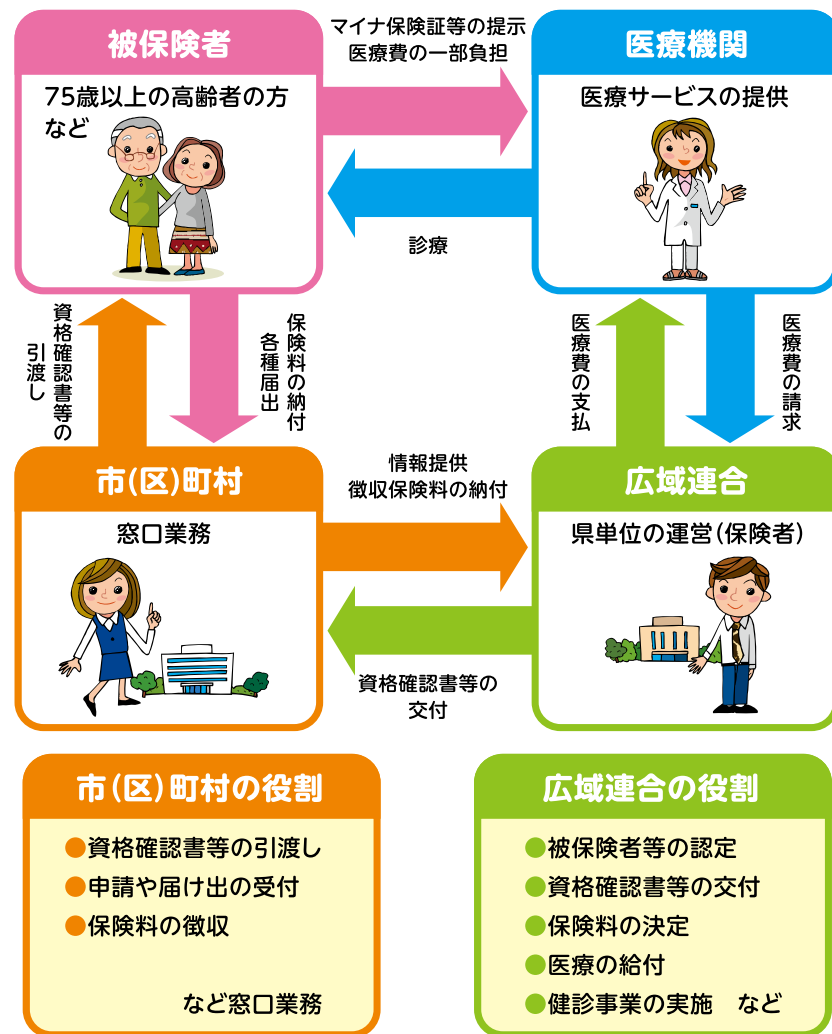 被保険者
75歳以上の高齢者の方
など
マイナ保険証等の提示
医療費の一部負担
医療機関
医療サービスの提供
診療
資格確認書等の
引渡し
保険料の納付
各種届出
医療費の支払
医療費の請求
市(区)町村
窓口業務
情報提供
徴収保険料の納付
広域連合
県単位の運営(保険者)
資格確認書等の
交付
市(区)町村の役割
●資格確認書等の引渡し
●申請や届け出の受付
●保険料の徴収
など窓口業務
広域連合の役割
●被保険者等の認定
●資格確認書等の交付
●保険料の決定
●医療の給付
●健診事業の実施 など